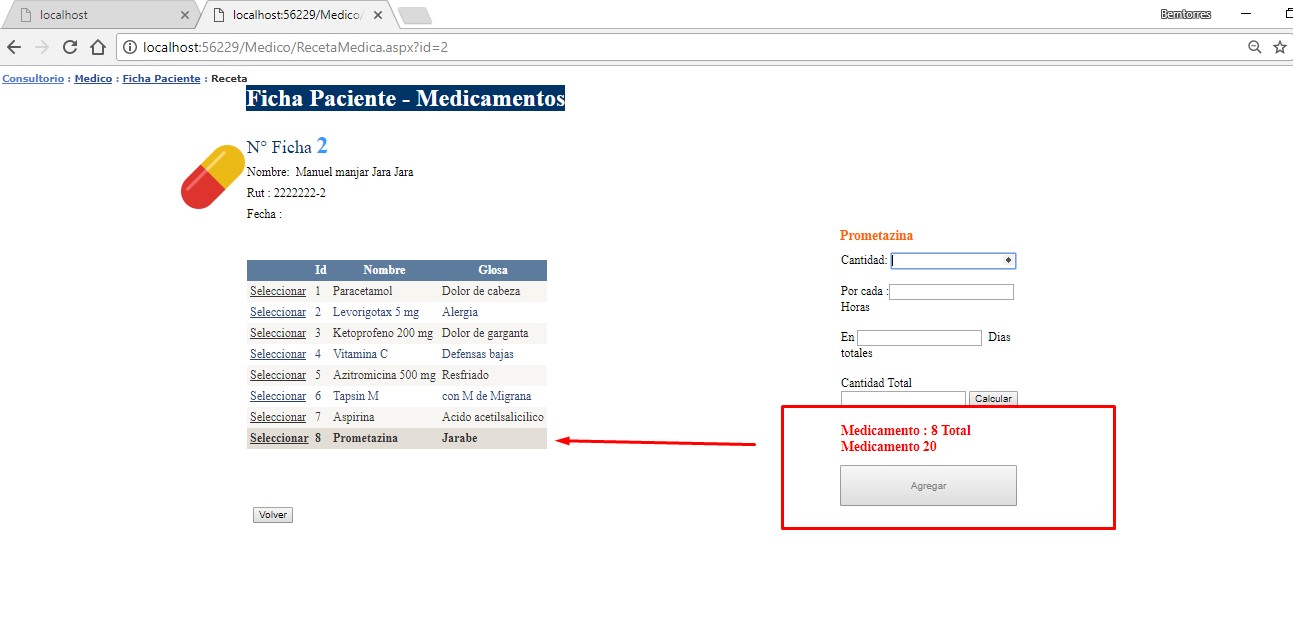 localhost
localhost:56229/Medico/
Bemtorres
localhost:56229/Medico/RecetaMedica.aspx?id=2
Consultorio : Medico : Ficha Paciente : Receta
Ficha Paciente - Medicamentos
N° Ficha 2
Nombre: Manuel manjar Jara Jara
Rut : 2222222-2
Fecha :
Id Nombre Glosa
Seleccionar 1 Paracetamol Dolor de cabeza
Seleccionar 2 Levorigotax 5 mg Alergia
Seleccionar 3 Ketoprofeno 200 mg Dolor de garganta
Seleccionar 4 Vitamina C Defensas bajas
Seleccionar 5 Azitromicina 500 mg Resfriado
Seleccionar 6 Tapsin M con M de Migrana
Seleccionar 7 Aspirina Acido acetilsalicilico
Seleccionar 8 Prometazina Jarabe
Volver
Prometazina
Cantidad:
Por cada :
Horas
En Dias
totales
Cantidad Total
Calcular
Medicamento : 8 Total
Medicamento 20
Agregar